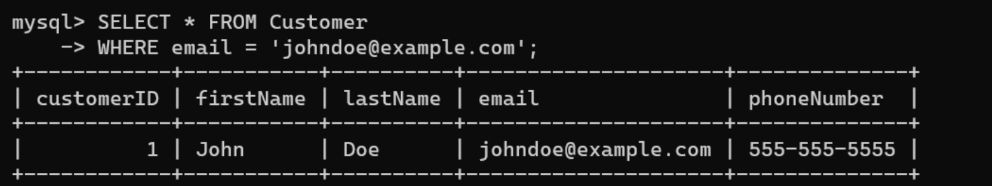 mysql> SELECT * FROM Customer
    -> WHERE email = 'johndoe@example.com';
+------------+-----------+----------+---------------------+--------------+
| customerID | firstName | lastName | email               | phoneNumber  |
+------------+-----------+----------+---------------------+--------------+
|          1 | John      | Doe      | johndoe@example.com | 555-555-5555 |
+------------+-----------+----------+---------------------+--------------+